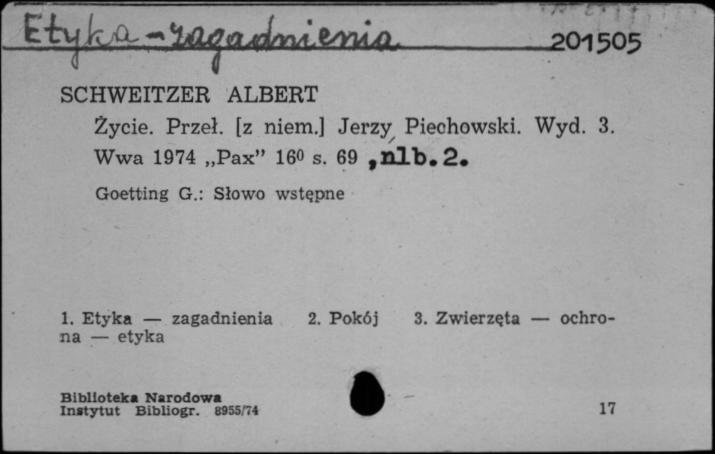 Etyka – zagadnienia 201505
SCHWEITZER ALBERT
Życie. Przeł. [z niem.] Jerzy Piechowski. Wyd. 3.
Wwa 1974 „Pax” 16⁰ s. 69 ,nlb.2.
Goetting G.: Słowo wstępne
1. Etyka — zagadnienia 2. Pokój 3. Zwierzęta — ochro-
na — etyka
Biblioteka Narodowa
Instytut Bibliogr. 8955/74 17